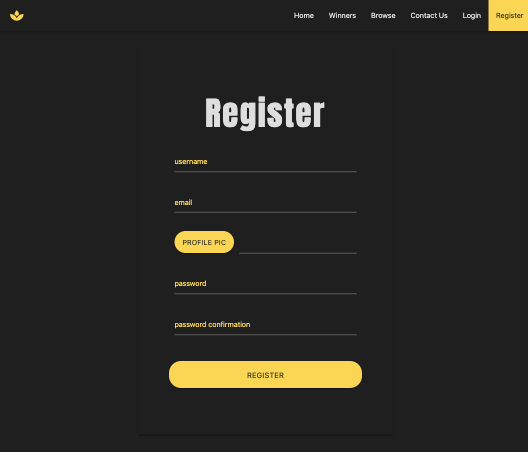 Home Winners Browse Contact Us Login Register
Register
username
email
PROFILE PIC
password
password confirmation
REGISTER